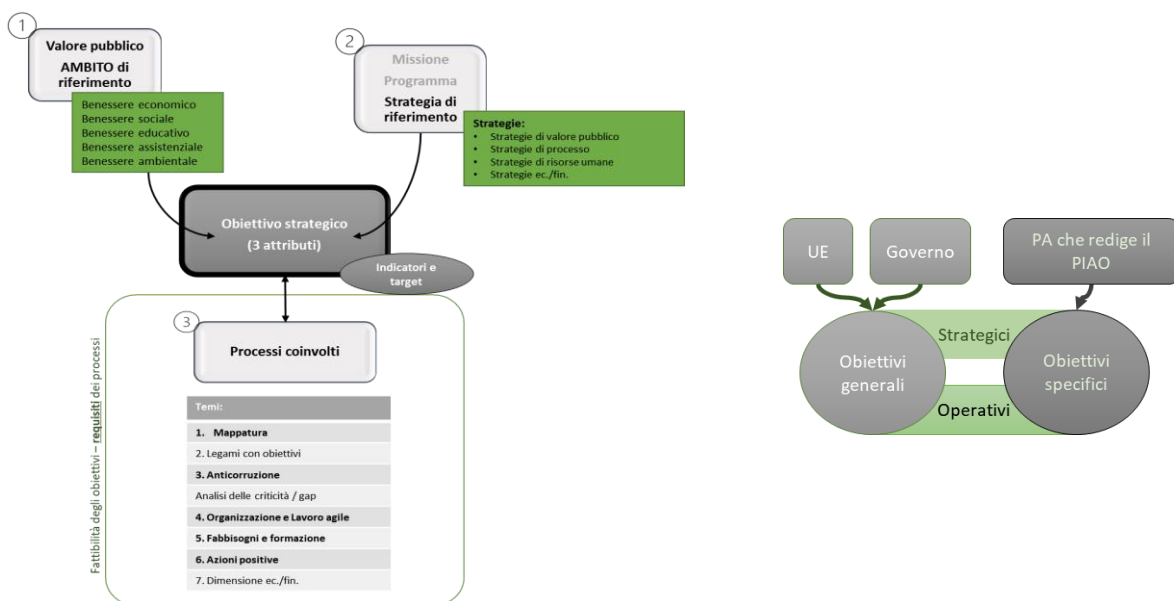 1
Valore pubblico
AMBITO di
riferimento
Benessere economico
Benessere sociale
Benessere educativo
Benessere assistenziale
Benessere ambientale
2
Missione
Programma
Strategia di
riferimento
Strategie:
• Strategie di valore pubblico
• Strategie di processo
• Strategie di risorse umane
• Strategie ec./fin.
Obiettivo strategico
(3 attributi)
Indicatori e
target
3
Processi coinvolti
Fattibilità degli obiettivi – requisiti dei processi
Temi:
1. Mappatura
2. Legami con obiettivi
3. Anticorruzione
Analisi delle criticità / gap
4. Organizzazione e Lavoro agile
5. Fabbisogni e formazione
6. Azioni positive
7. Dimensione ec./fin.
UE
Governo
PA che redige il
PIAO
Strategici
Obiettivi
generali
Obiettivi
specifici
Operativi